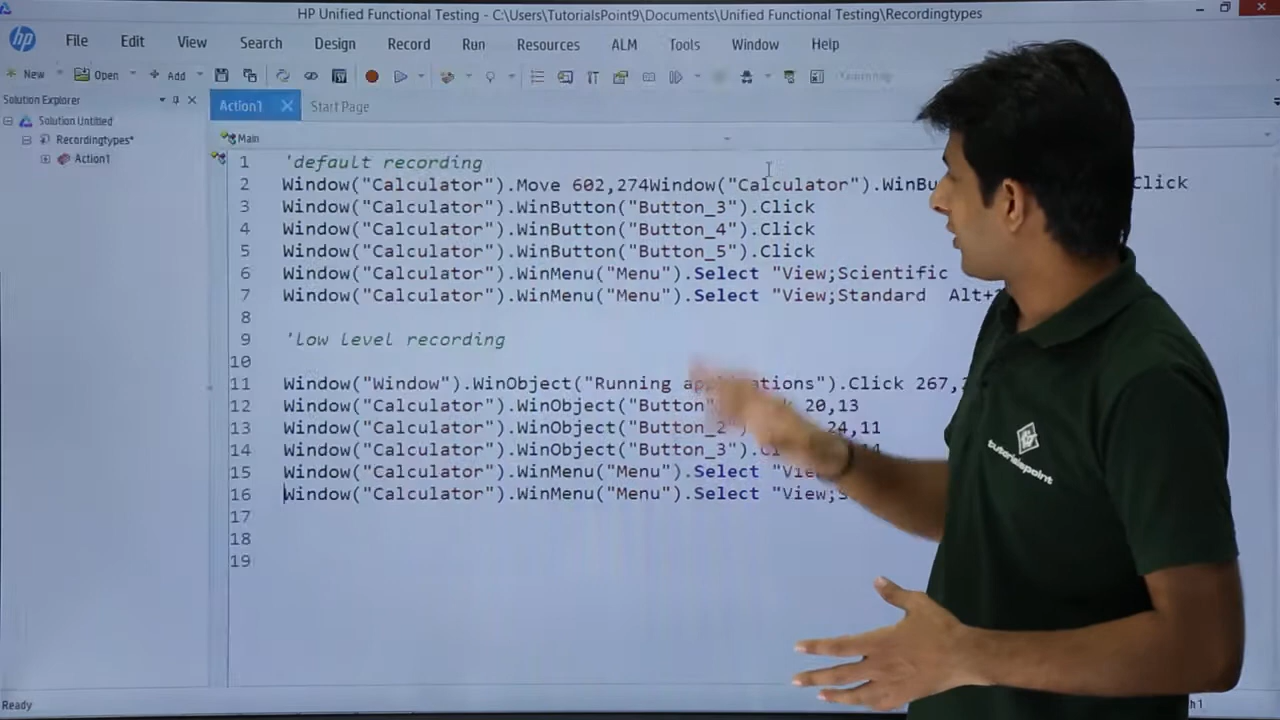 HP Unified Functional Testing - C:\Users\TutorialsPoint9\Documents\Unified Functional Testing\Recordingtypes
hp File Edit View Search Design Record Run Resources ALM Tools Window Help
New Open Add
Solution Explorer
Action1 Start Page
Solution Untitled
Recordingtypes*
Action1
Main
1 'default recording
2 Window("Calculator").Move 602,274Window("Calculator").WinBu Click
3 Window("Calculator").WinButton("Button_3").Click
4 Window("Calculator").WinButton("Button_4").Click
5 Window("Calculator").WinButton("Button_5").Click
6 Window("Calculator").WinMenu("Menu").Select "View;Scientific
7 Window("Calculator").WinMenu("Menu").Select "View;Standard Alt+
8
9 'low level recording
10
11 Window("Window").WinObject("Running applications").Click 267,
12 Window("Calculator").WinObject("Button" 20,13
13 Window("Calculator").WinObject("Button_2") 24,11
14 Window("Calculator").WinObject("Button_3").
15 Window("Calculator").WinMenu("Menu").Select "Vie
16 Window("Calculator").WinMenu("Menu").Select "View;S
17
18
19
tutorialspoint
Ready